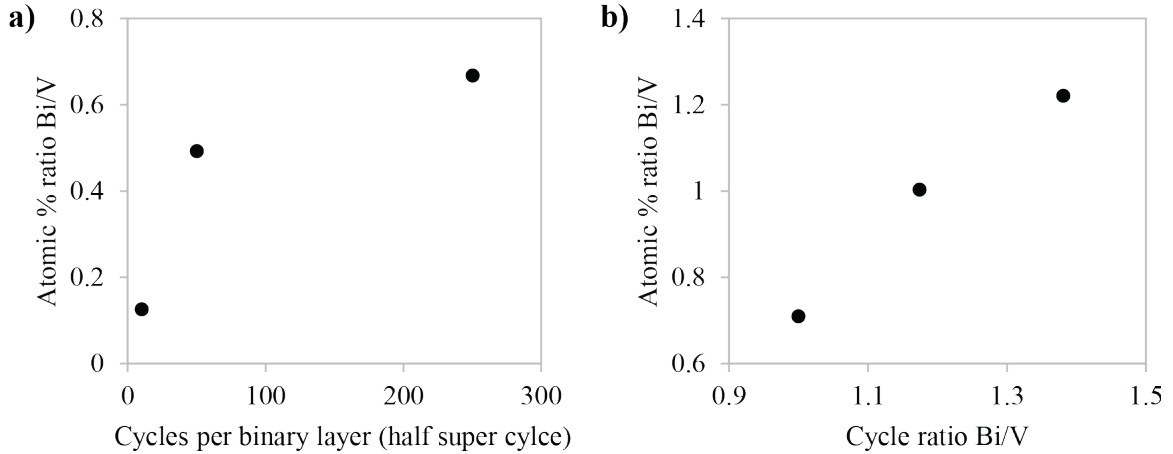 a)
Atomic % ratio Bi/V
0.8
0.6
0.4
0.2
0
0 100 200 300
Cycles per binary layer (half super cylce)
b)
Atomic % ratio Bi/V
1.4
1.2
1
0.8
0.6
0.9 1.1 1.3 1.5
Cycle ratio Bi/V